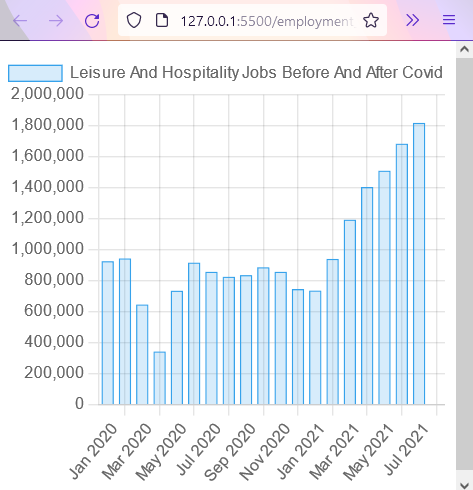 127.0.0.1:5500/employment
Leisure And Hospitality Jobs Before And After Covid
2,000,000
1,800,000
1,600,000
1,400,000
1,200,000
1,000,000
800,000
600,000
400,000
200,000
0
Jan 2020
Mar 2020
May 2020
Jul 2020
Sep 2020
Nov 2020
Jan 2021
Mar 2021
May 2021
Jul 2021